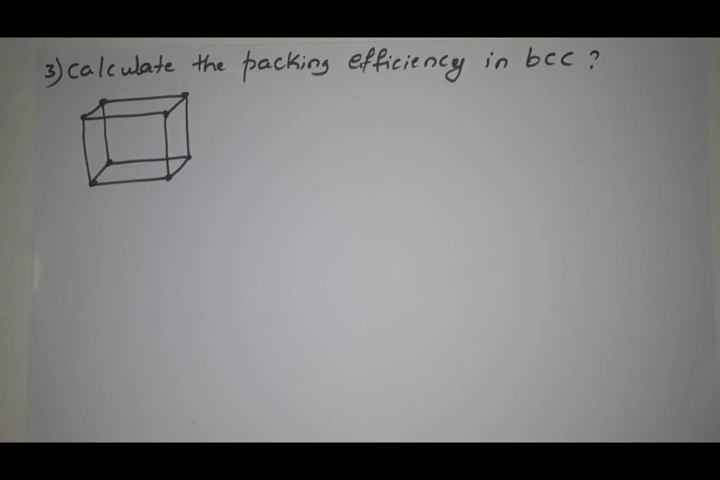 3) Calculate the packing efficiency in bcc ?